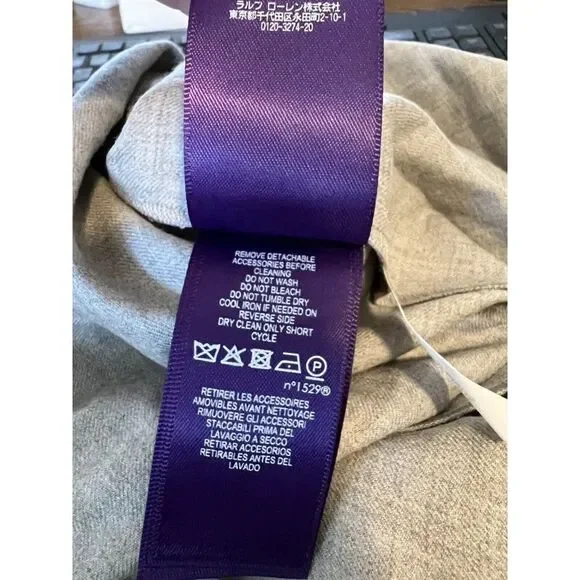 ラルフ ローレン株式会社
東京都千代田区永田町2-10-1
0120-3274-20
REMOVE DETACHABLE
ACCESSORIES BEFORE
CLEANING
DO NOT WASH
DO NOT BLEACH
DO NOT TUMBLE DRY
COOL IRON IF NEEDED ON
REVERSE SIDE
DRY CLEAN ONLY SHORT
CYCLE
P
n°1529®
RETIRER LES ACCESSOIRES
AMOVIBLES AVANT NETTOYAGE
RIMUOVERE GLI ACCESSORI
STACCABILI PRIMA DEL
LAVAGGIO A SECCO
RETIRAR ACCESORIOS
RETIRABLES ANTES DEL
LAVADO